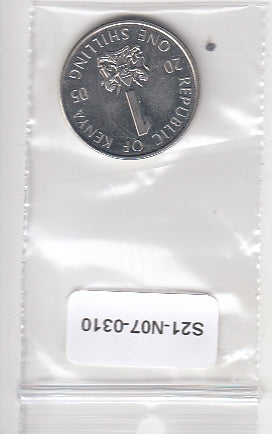 REPUBLIC OF KENYA
ONE SHILLING
20 05
1
S21-N07-0310